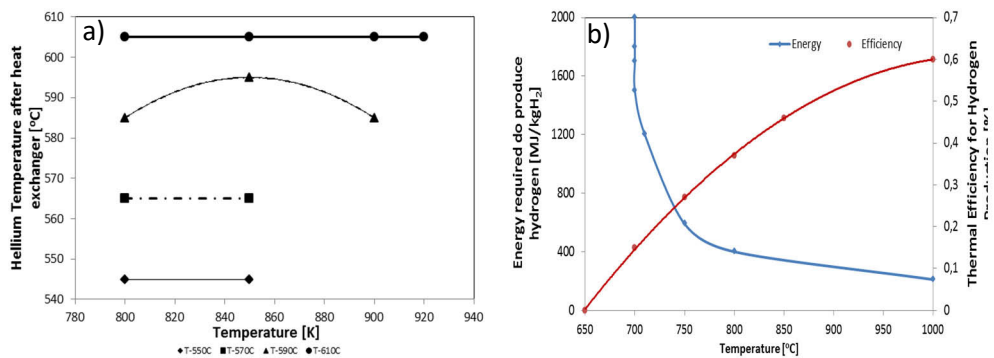 a)
Hellium Temperature after heat
exchanger [ºC]
610
600
590
580
570
560
550
540
780
800
820
840
860
880
900
920
940
Temperature [K]
T-550C
T-570C
T-590C
T-610C
b)
Energy
Efficiency
Energy required do produce
hydrogen [MJ/kgH₂]
2000
1600
1200
800
400
0
650
700
750
800
850
900
950
1000
Temperature [ºC]
0,7
0,6
0,5
0,4
0,3
0,2
0,1
0
Thermal Efficiency for Hydrogen
Production [%]